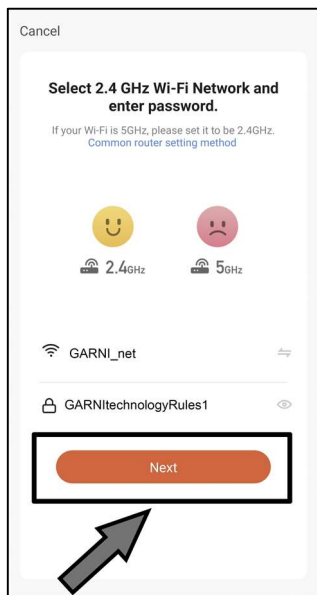 Cancel
Select 2.4 GHz Wi-Fi Network and
enter password.
If your Wi-Fi is 5GHz, please set it to be 2.4GHz.
Common router setting method
2.4GHz 5GHz
GARNI_net
GARNItechnologyRules1
Next